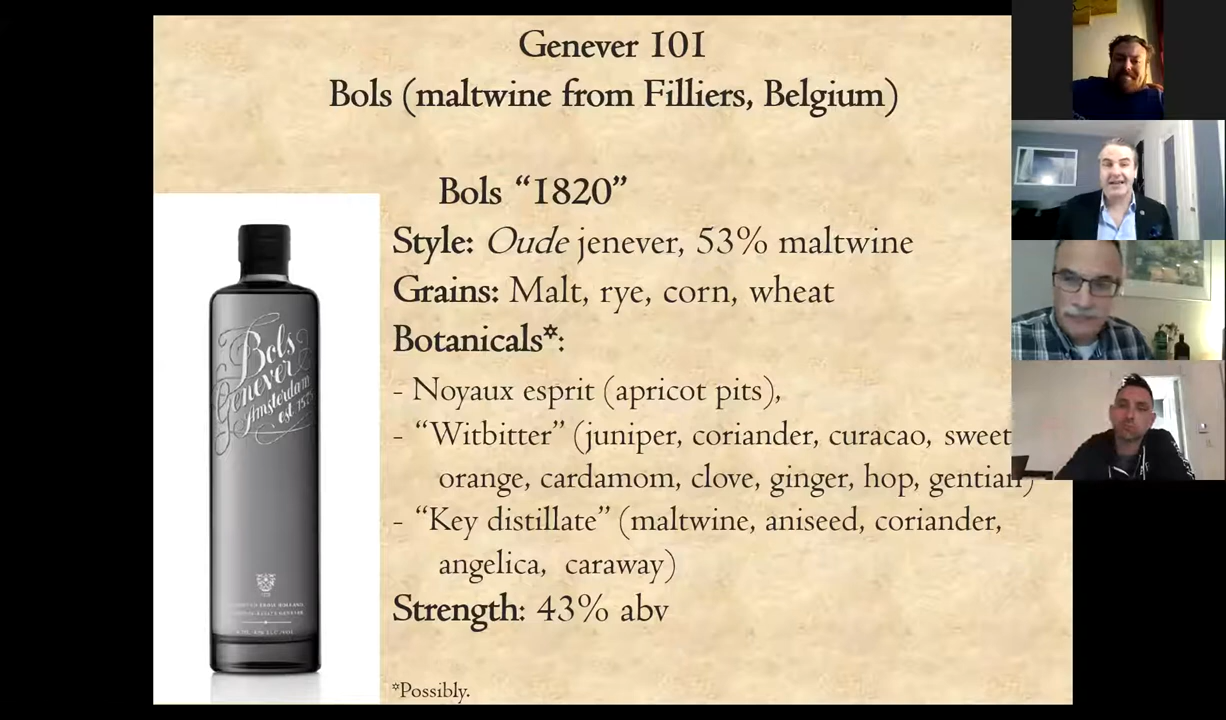 Genever 101
Bols (maltwine from Filliers, Belgium)
Bols “1820”
Style: Oude jenever, 53% maltwine
Grains: Malt, rye, corn, wheat
Botanicals*:
- Noyaux esprit (apricot pits),
- “Witbitter” (juniper, coriander, curacao, sweet
orange, cardamom, clove, ginger, hop, gentian)
- “Key distillate” (maltwine, aniseed, coriander,
angelica, caraway)
Strength: 43% abv
*Possibly.
Bols
Genever
Amsterdam
est. 1575